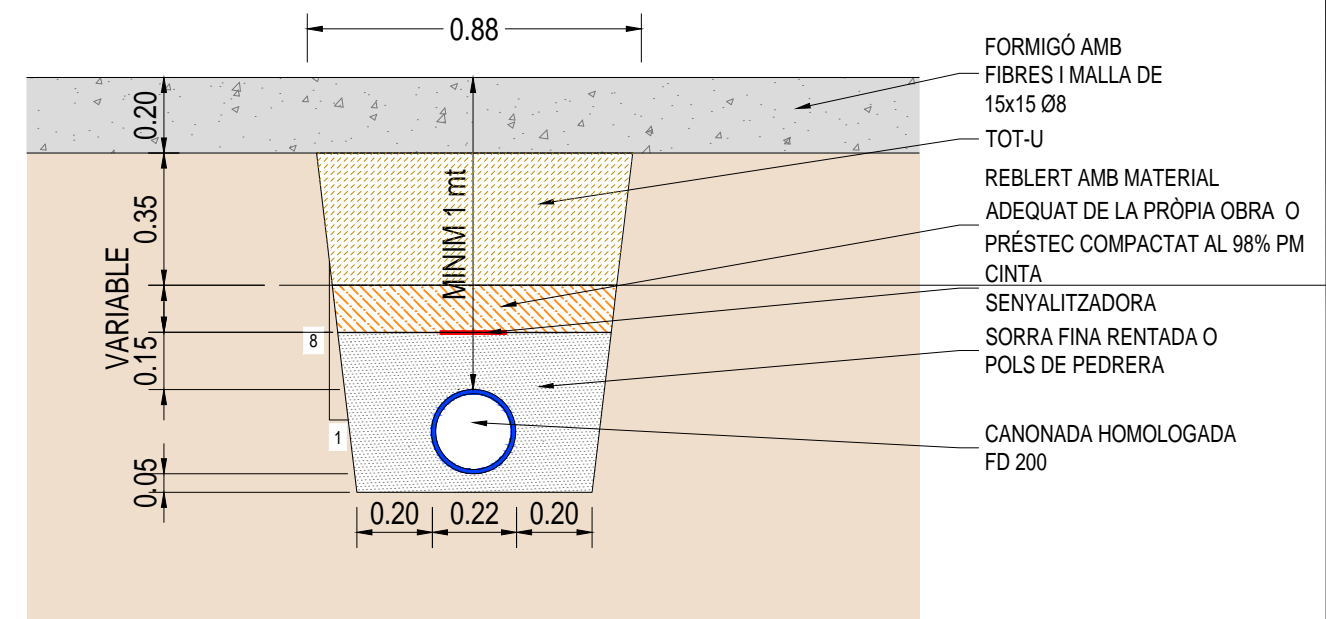 0.88
FORMIGÓ AMB
FIBRES I MALLA DE
15x15 Ø8
TOT-U
REBLERT AMB MATERIAL
ADEQUAT DE LA PRÒPIA OBRA O
PRÉSTEC COMPACTAT AL 98% PM
CINTA
SENYALITZADORA
SORRA FINA RENTADA O
POLS DE PEDRERA
CANONADA HOMOLOGADA
FD 200
0.20
0.35
VARIABLE
0.15
0.05
MINIM 1 mt
8
1
0.20
0.22
0.20